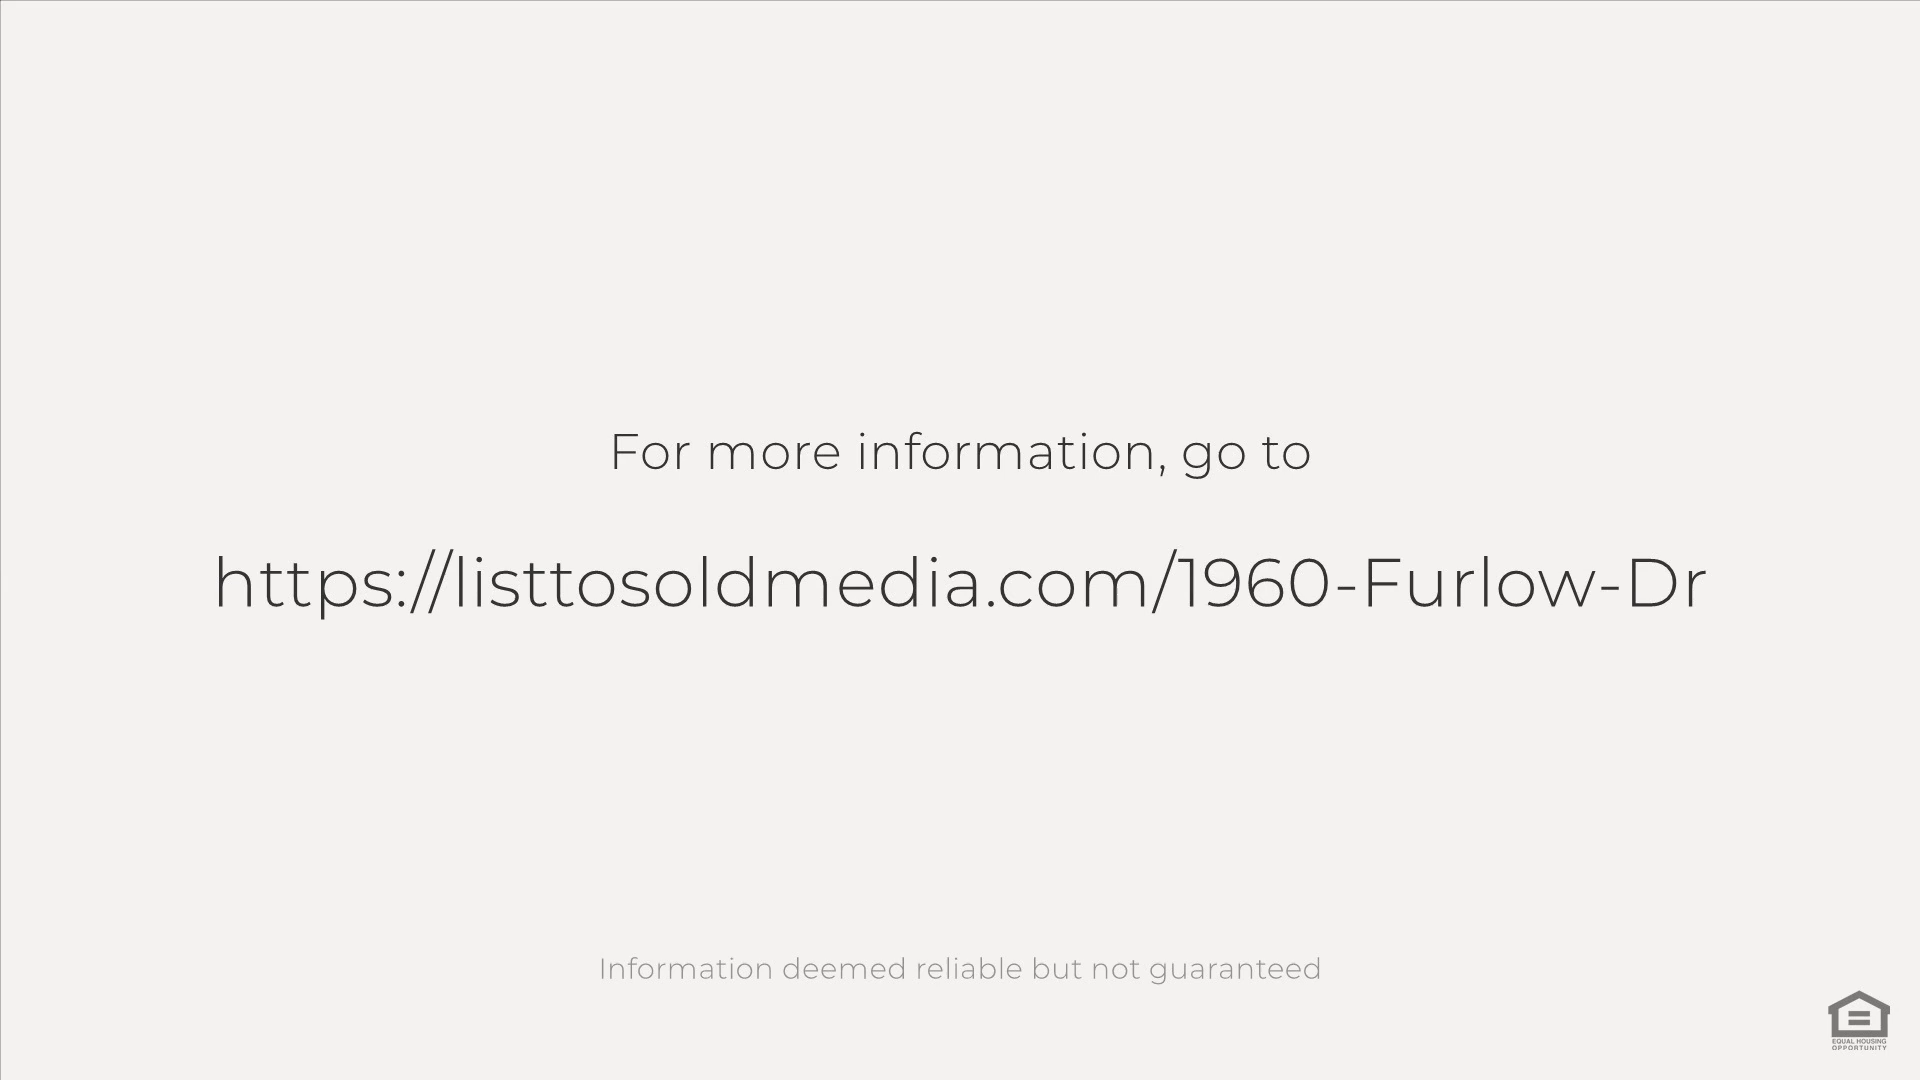 For more information, go to
https://listtosoldmedia.com/1960-Furlow-Dr
Information deemed reliable but not guaranteed
EQUAL HOUSING
OPPORTUNITY